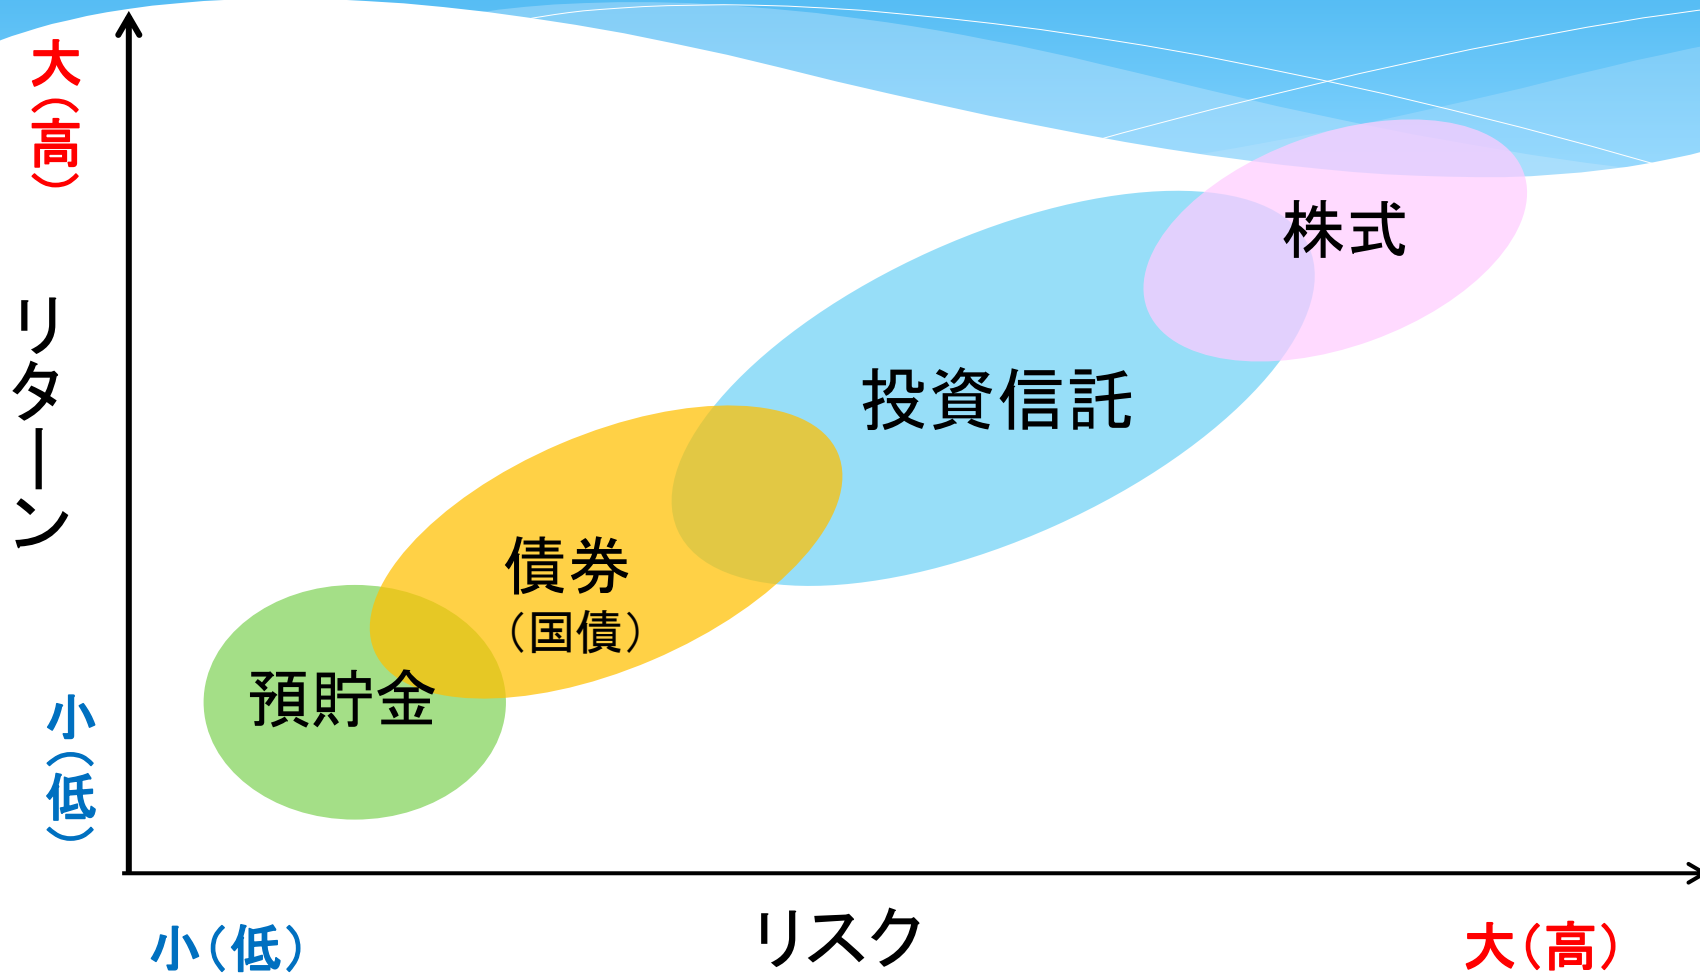 大（高）
リターン
小（低）
株式
投資信託
債券
（国債）
預貯金
小（低）
リスク
大（高）